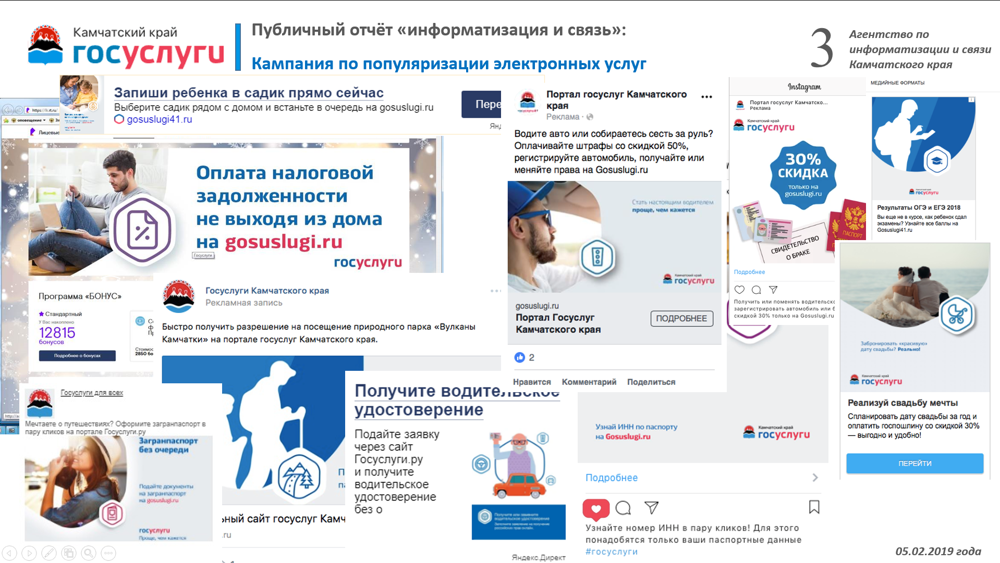 Камчатский край
госуслуги
Публичный отчёт «информатизация и связь»:
Кампания по популяризации электронных услуг
3
Агентство по
информатизации и связи
Камчатского края
Запиши ребенка в садик прямо сейчас
Выберите садик рядом с домом и встаньте в очередь на gosuslugi.ru
gosuslugi41.ru
Пере
Янд
https://lk.rt.ru/
оповещение
Эл
Лицевые
Оплата налоговой
задолженности
не выходя из дома
на gosuslugi.ru
Госуслуги
госуслуги
Программа «БОНУС»
Стандартный
У Вас накоплено
12815
бонусов
Подробнее о бонусах
Стоимос
2850 бо
Госуслуги Камчатского края
Рекламная запись
Быстро получить разрешение на посещение природного парка «Вулканы
Камчатки» на портале госуслуг Камчатского края.
ьный сайт госуслуг Камч
.ru
Госуслуги для всех
Мечтаете о путешествиях? Оформите загранпаспорт в
пару кликов на портале Госуслуги.ру
Загранпаспорт
без очереди
Подайте документы
на загранпаспорт
на gosuslugi.ru
госуслуги
Проще, чем кажется
Получите водительское
удостоверение
Подайте заявку
через сайт
Госуслуги.ру
и получите
водительское
удостоверение
без о
Получите или замените
водительское удостоверение
Яндекс.Директ
Портал госуслуг Камчатского
края
Реклама
Водите авто или собираетесь сесть за руль?
Оплачивайте штрафы со скидкой 50%,
регистрируйте автомобиль, получайте или
меняйте права на Gosuslugi.ru
Стать настоящим водителем
проще, чем кажется
Камчатский край
госуслуги
gosuslugi.ru
Портал Госуслуг
Камчатского края
ПОДРОБНЕЕ
2
Нравится Комментарий Поделиться
Узнай ИНН по паспорту
на Gosuslugi.ru
Камчатский край
госуслуги
Подробнее
Узнайте номер ИНН в пару кликов! Для этого
понадобятся только ваши паспортные данные
#госуслуги
Instagram
Портал госуслуг Камчатско...
Реклама
Камчатский край
госуслуги
30%
СКИДКА
только на
gosuslugi.ru
ПАСПОРТ
СВИДЕТЕЛЬСТВО
О БРАКЕ
Подробнее
Получить или поменять водительско
зарегистрировать автомобиль или б
скидкой 30% только на Gosuslugi.ru
МЕДИЙНЫЕ ФОРМАТЫ
Камчатский край
госуслуги
Результаты ОГЭ и ЕГЭ 2018
Вы еще не в курсе, как ребенок сдал
экзамены? Узнайте все баллы на
Gosuslugi41.ru
Забронировать «красивую»
дату свадьбы? Реально!
Камчатский край
госуслуги
Реализуй свадьбу мечты
Спланировать дату свадьбы за год и
оплатить госпошлину со скидкой 30%
— выгодно и удобно!
ПЕРЕЙТИ
05.02.2019 года